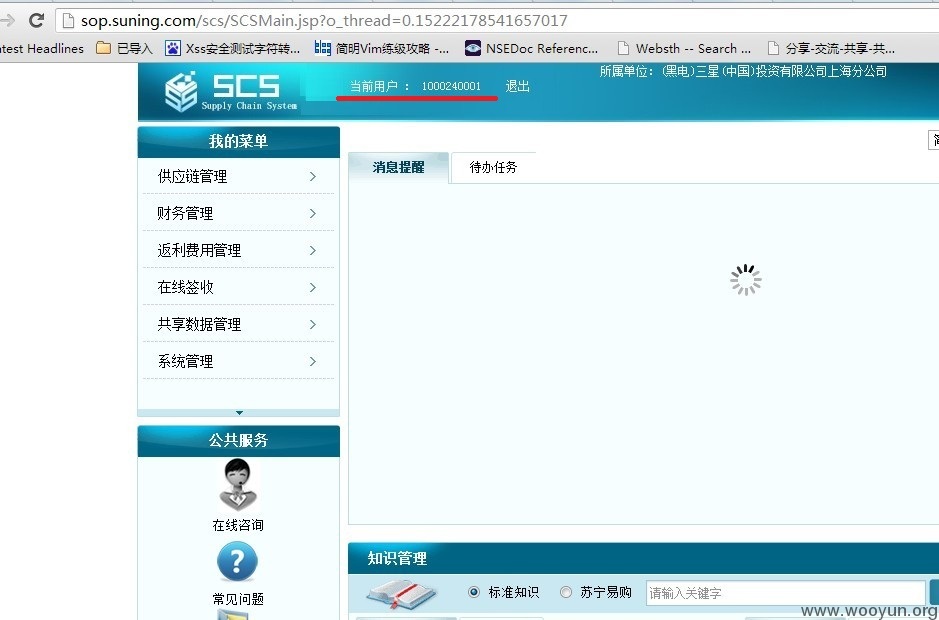 sop.suning.com/scs/SCSMain.jsp?o_thread=0.15222178541657017
atest Headlines 已导入 Xss安全测试字符转... 简明Vim练级攻略 -... NSEDoc Referenc... Websth -- Search ... 分享-交流-共享-共...
SCS
Supply Chain System
当前用户 : 1000240001 退出
所属单位: (黑电)三星(中国)投资有限公司上海分公司
我的菜单
供应链管理
财务管理
返利费用管理
在线签收
共享数据管理
系统管理
消息提醒 待办任务
公共服务
在线咨询
?
常见问题
知识管理
标准知识 苏宁易购 请输入关键字
www.wooyun.org